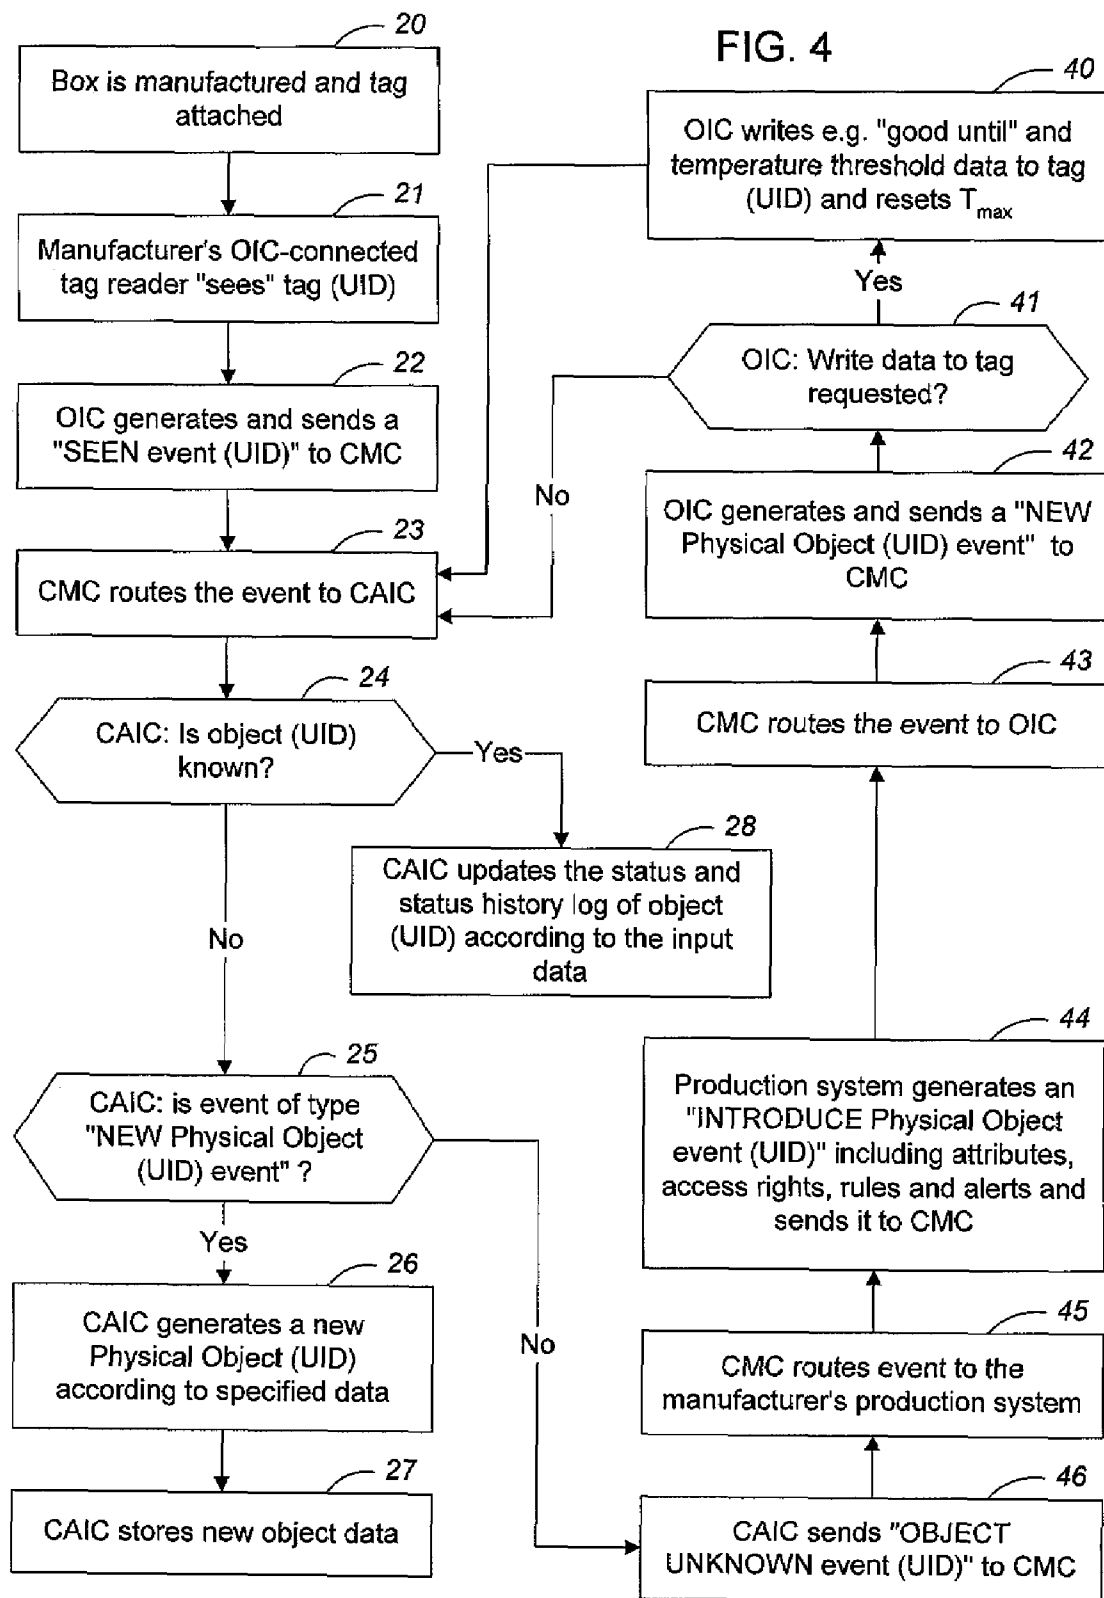 FIG. 4
20
Box is manufactured and tag
attached
21
Manufacturer's OIC-connected
tag reader "sees" tag (UID)
22
OIC generates and sends a
"SEEN event (UID)" to CMC
23
CMC routes the event to CAIC
24
CAIC: Is object (UID)
known?
Yes
28
CAIC updates the status and
status history log of object
(UID) according to the input
data
No
25
CAIC: is event of type
"NEW Physical Object
(UID) event" ?
Yes
26
CAIC generates a new
Physical Object (UID)
according to specified data
27
CAIC stores new object data
No
40
OIC writes e.g. "good until" and
temperature threshold data to tag
(UID) and resets Tmax
Yes
41
OIC: Write data to tag
requested?
No
42
OIC generates and sends a "NEW
Physical Object (UID) event" to
CMC
43
CMC routes the event to OIC
44
Production system generates an
"INTRODUCE Physical Object
event (UID)" including attributes,
access rights, rules and alerts and
sends it to CMC
45
CMC routes event to the
manufacturer's production system
46
CAIC sends "OBJECT
UNKNOWN event (UID)" to CMC